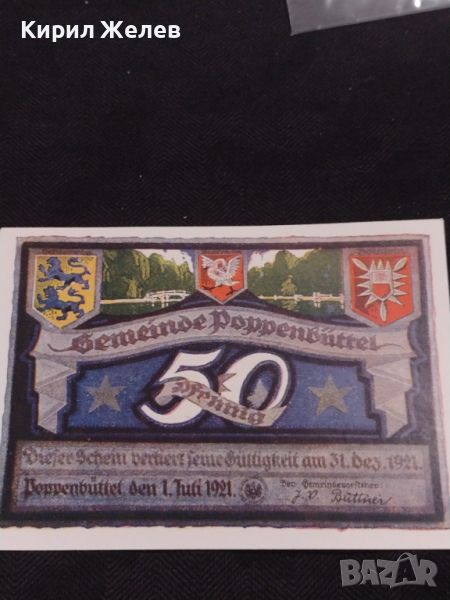 Кирил Желев
Gemeinde Poppenbüttel
50
Pfennig
Dieser Schein verliert seine Gültigkeit am 31. Dez. 1921.
Poppenbüttel den 1. Juli 1921.
Der Gemeindevorsteher:
J. V. Büttner
BAZAR